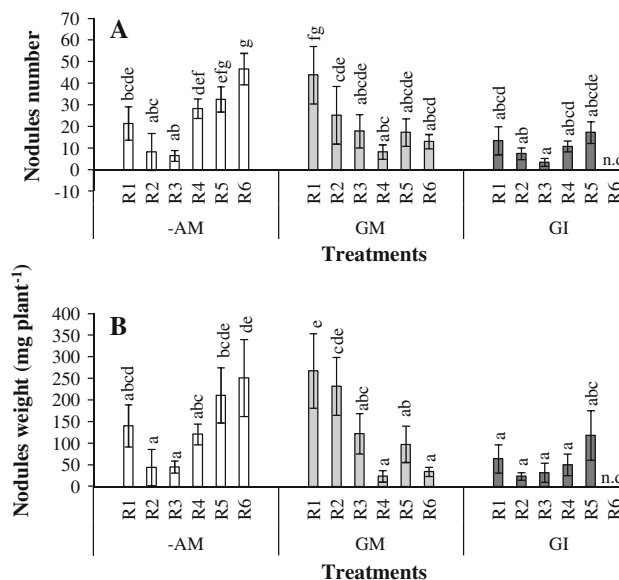 A
Nodules number
70
60
50
40
30
20
10
0
-10
bcde
abc
ab
def
efg
g
fg
cde
abcde
abc
abcde
abcd
abcd
ab
a
abcd
abcde
R1 R2 R3 R4 R5 R6 R1 R2 R3 R4 R5 R6 R1 R2 R3 R4 R5 R6
-AM GM GI
Treatments
B
Nodules weight (mg plant-1)
400
350
300
250
200
150
100
50
0
abcd
a
a
abc
bcde
de
e
cde
abc
a
ab
a
a
a
a
a
abc
R1 R2 R3 R4 R5 R6 R1 R2 R3 R4 R5 R6 R1 R2 R3 R4 R5 R6
-AM GM GI
Treatments